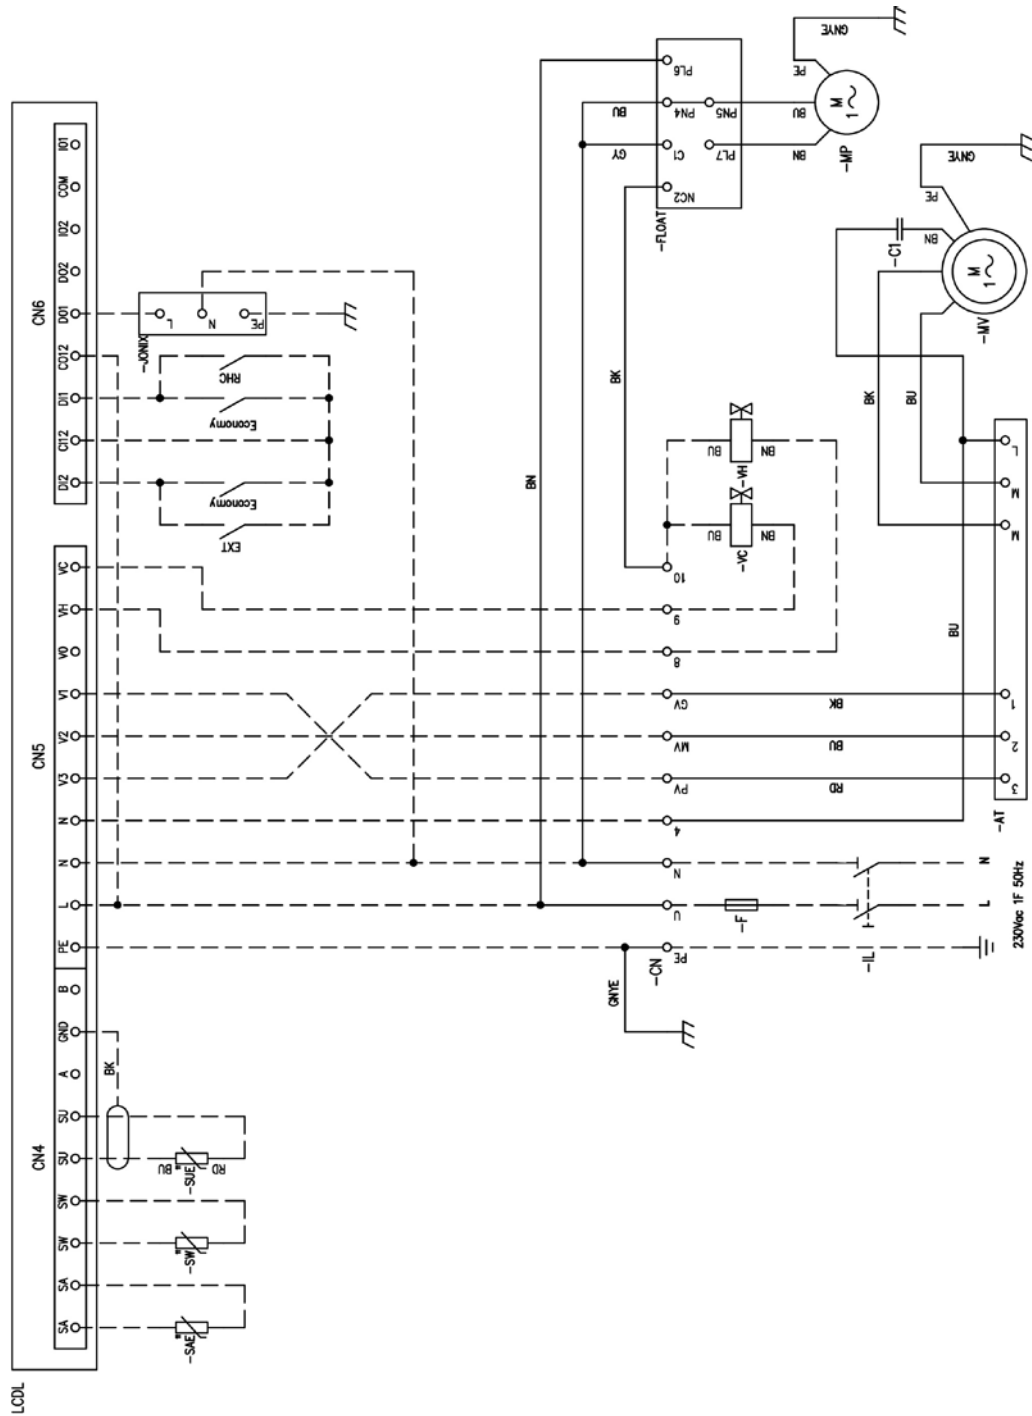 LCDL
CN4
CN5
CN6
SA
SA
SW
SW
SU
SU
A
GND
B
PE
L
N
N
V3
V2
V1
V0
VH
VC
DI2
CI12
DI1
CO12
DO1
DO2
IO2
COM
IO1
BK
-SAE
-SW
-SUE
BU
RD
EXT
Economy
Economy
RHC
-JONIX
L
N
PE
GNYE
-CN
PE
U
N
4
PV
MV
GV
8
9
10
BN
BK
-FLOAT
NC2
C1
PN4
PL6
PL7
PN5
GY
BU
BN
BU
-MP
M
1
PE
GNYE
-VC
BU
BN
-VH
BU
BN
-F
-IL
L
N
230Vac 1F 50Hz
RD
BU
BK
BU
-AT
3
2
1
M
M
L
BK
BU
-C1
BN
-MV
M
1
PE
GNYE